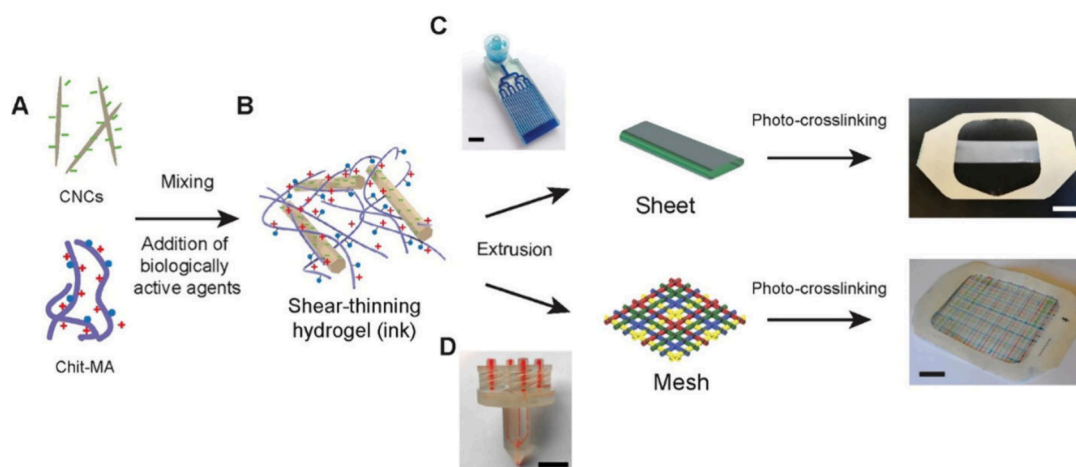 A
CNCs
Chit-MA
Mixing
Addition of
biologically
active agents
B
Shear-thinning
hydrogel (ink)
C
Extrusion
D
Sheet
Photo-crosslinking
Mesh
Photo-crosslinking